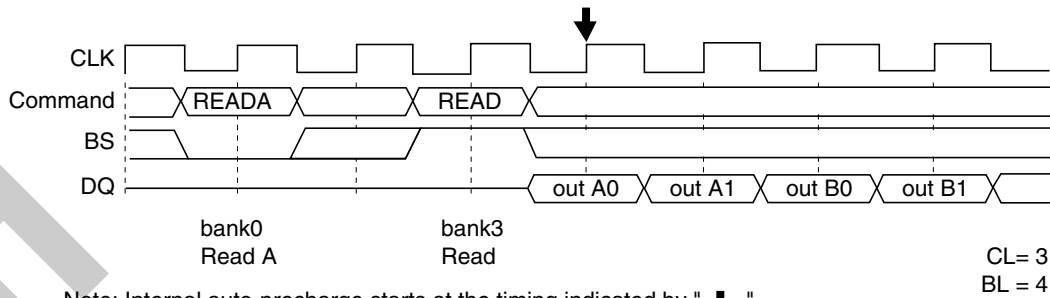 CLK
Command READA READ
BS
DQ out A0 out A1 out B0 out B1
bank0 bank3
Read A Read
CL= 3
BL = 4
Note: Internal auto-precharge starts at the timing indicated by " ".